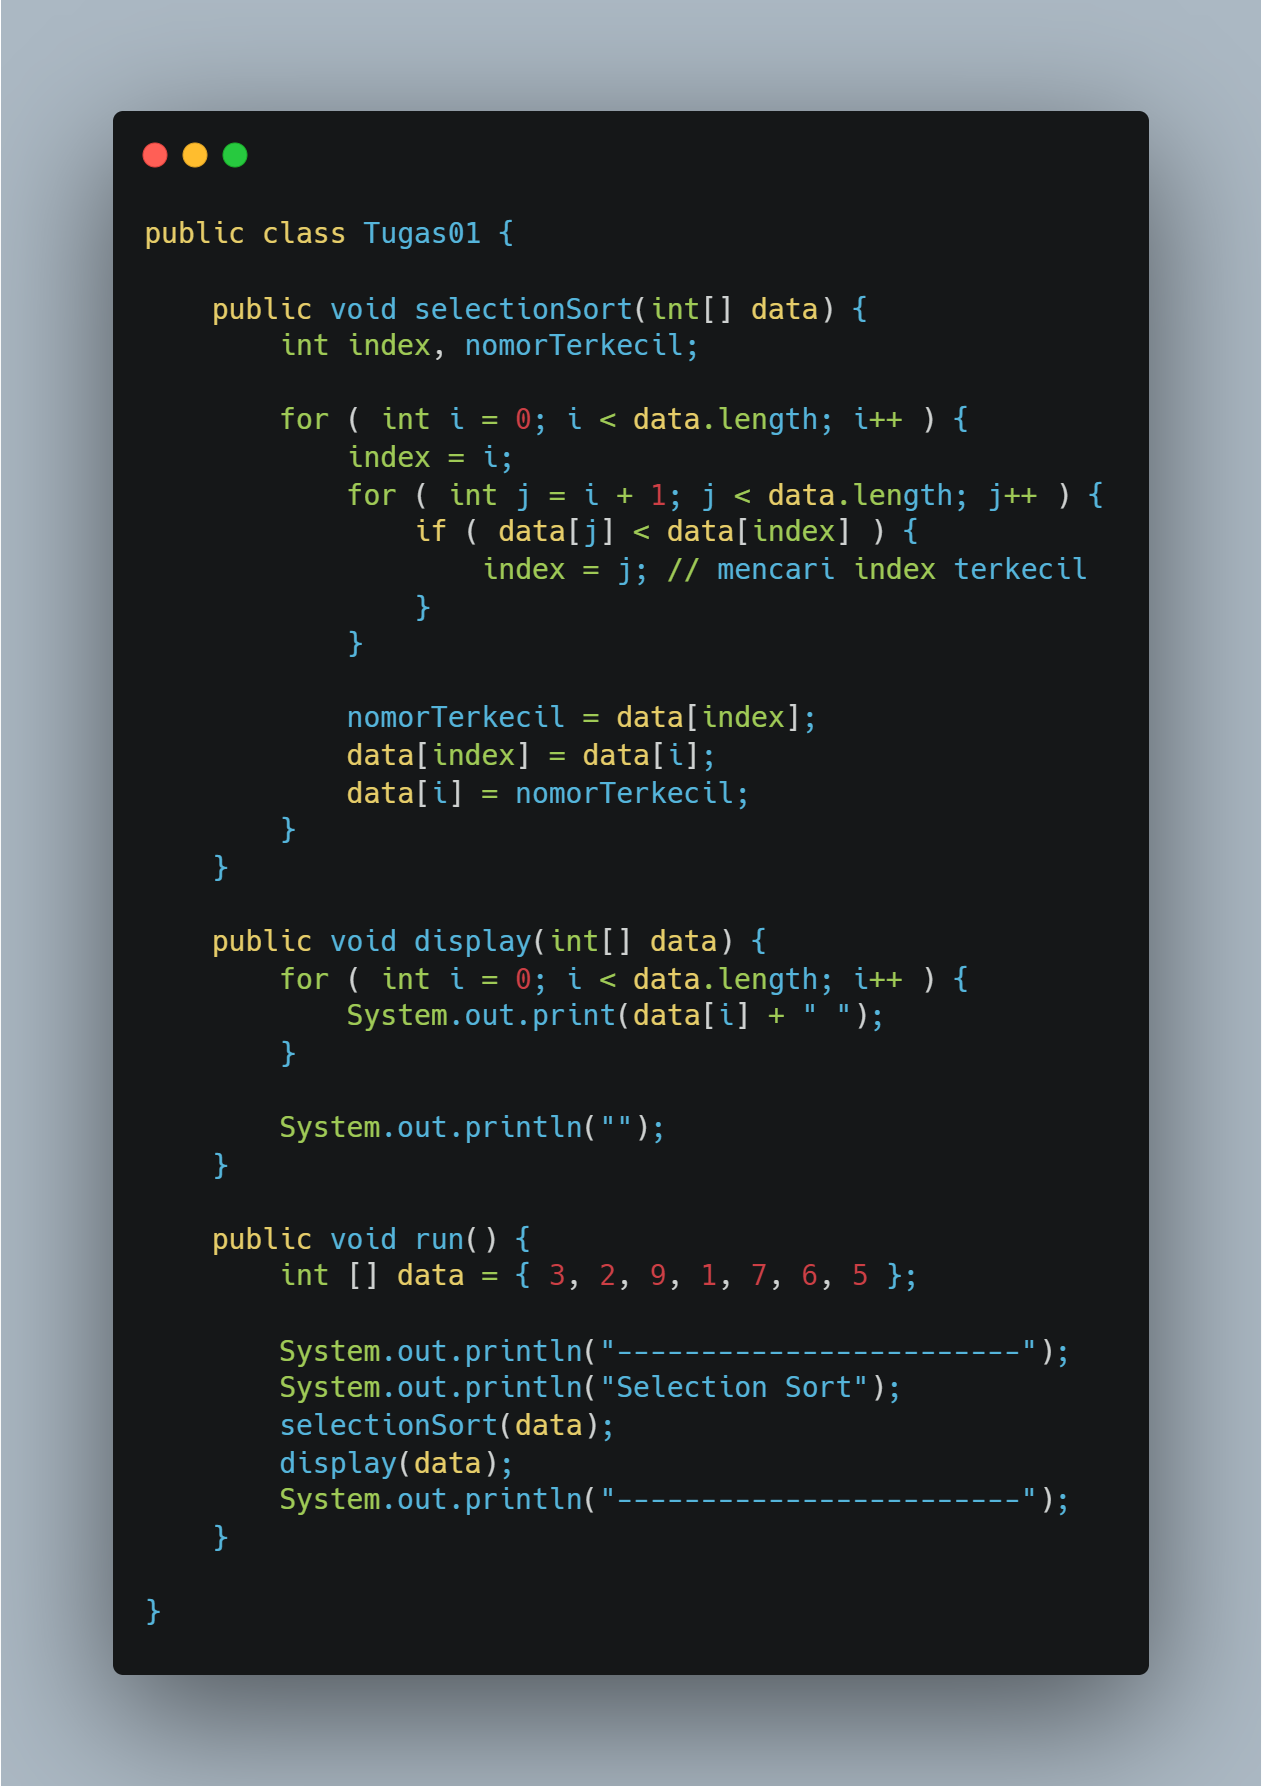 public class Tugas01 {
    public void selectionSort(int[] data) {
        int index, nomorTerkecil;
        for ( int i = 0; i < data.length; i++ ) {
            index = i;
            for ( int j = i + 1; j < data.length; j++ ) {
                if ( data[j] < data[index] ) {
                    index = j; // mencari index terkecil
                }
            }
            nomorTerkecil = data[index];
            data[index] = data[i];
            data[i] = nomorTerkecil;
        }
    }
    public void display(int[] data) {
        for ( int i = 0; i < data.length; i++ ) {
            System.out.print(data[i] + " ");
        }
        System.out.println("");
    }
    public void run() {
        int [] data = { 3, 2, 9, 1, 7, 6, 5 };
        System.out.println("------------------------");
        System.out.println("Selection Sort");
        selectionSort(data);
        display(data);
        System.out.println("------------------------");
    }
}